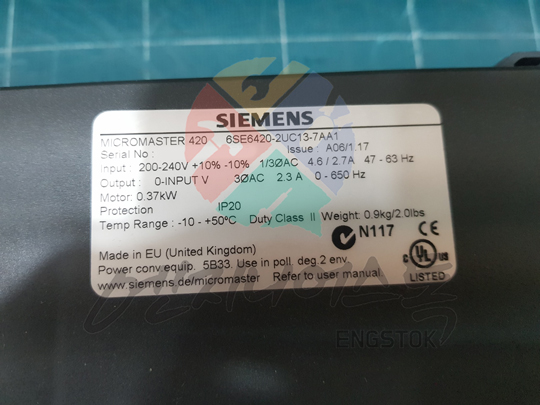 SIEMENS
MICROMASTER 420 6SE6420-2UC13-7AA1
Serial No : Issue : A06/1.17
Input : 200-240V +10% -10% 1/3ØAC 4.6 / 2.7A 47 - 63 Hz
Output : 0-INPUT V 3ØAC 2.3 A 0 - 650 Hz
Motor: 0.37kW
Protection IP20
Temp Range : -10 - +50°C Duty Class II Weight: 0.9kg/2.0lbs
N117 CE
Made in EU (United Kingdom)
Power conv.equip. 5B33. Use in poll deg.2 env.
c UL us
www.siemens.de/micromaster Refer to user manual LISTED
ENGSTOK